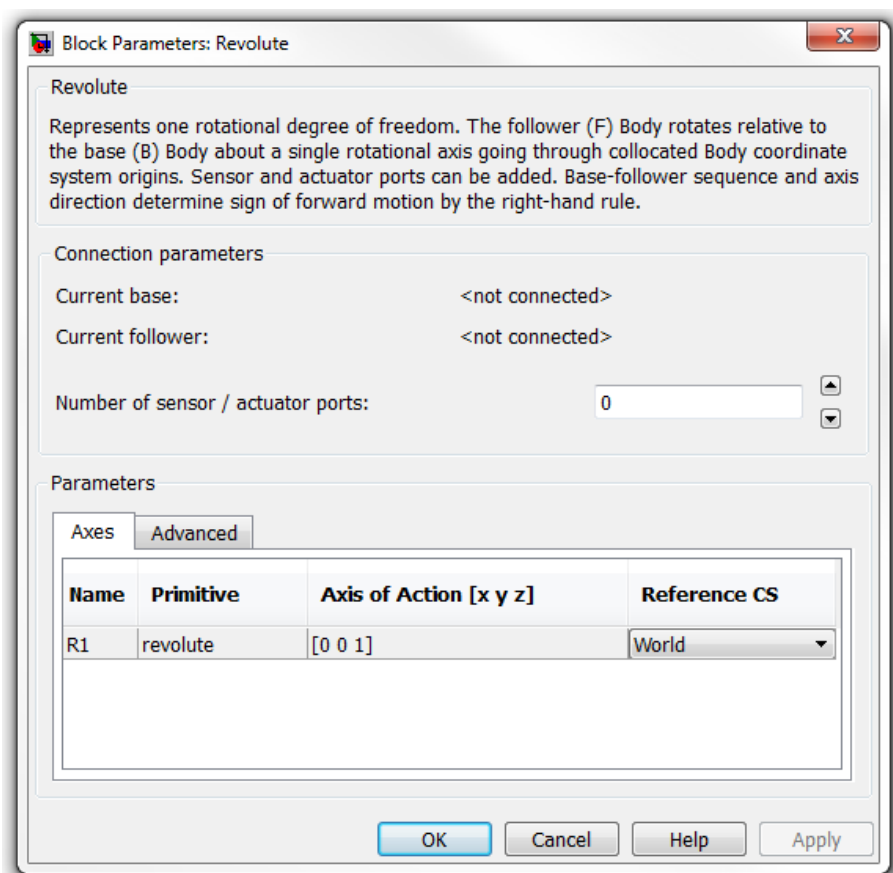 Block Parameters: Revolute
Revolute
Represents one rotational degree of freedom. The follower (F) Body rotates relative to
the base (B) Body about a single rotational axis going through collocated Body coordinate
system origins. Sensor and actuator ports can be added. Base-follower sequence and axis
direction determine sign of forward motion by the right-hand rule.
Connection parameters
Current base: <not connected>
Current follower: <not connected>
Number of sensor / actuator ports: 0
Parameters
Axes Advanced
Name Primitive Axis of Action [x y z] Reference CS
R1 revolute [0 0 1] World
OK Cancel Help Apply